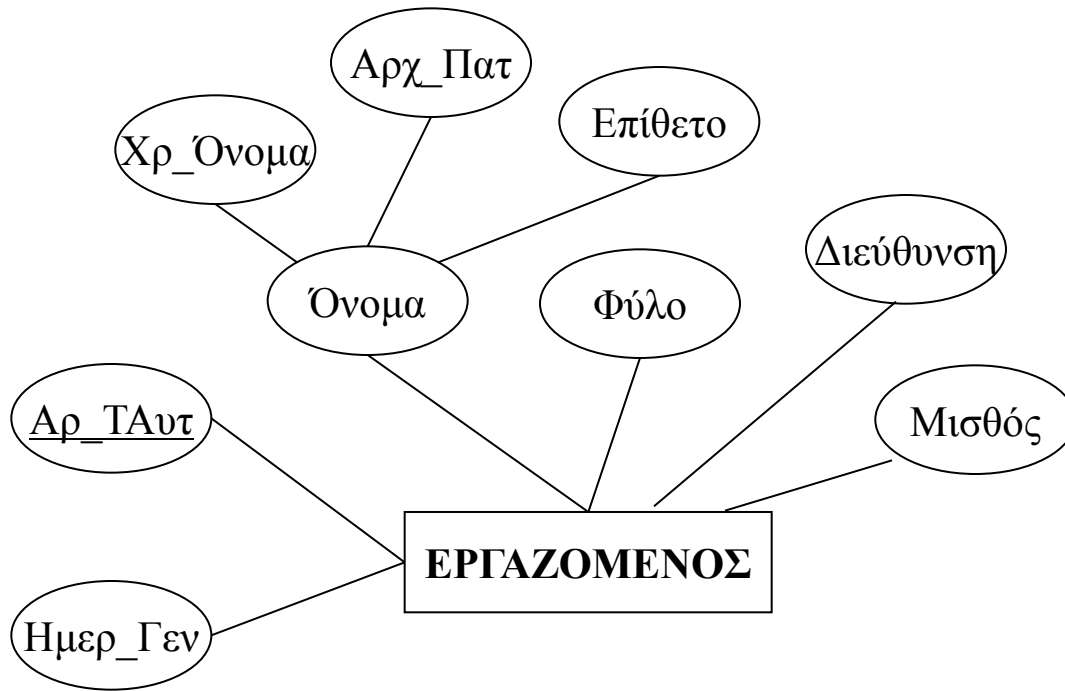 Αρχ_Πατ
Επίθετο
Χρ_Όνομα
Διεύθυνση
Όνομα
Φύλο
Αρ_ΤΑυτ
Μισθός
ΕΡΓΑΖΟΜΕΝΟΣ
Ημερ_Γεν